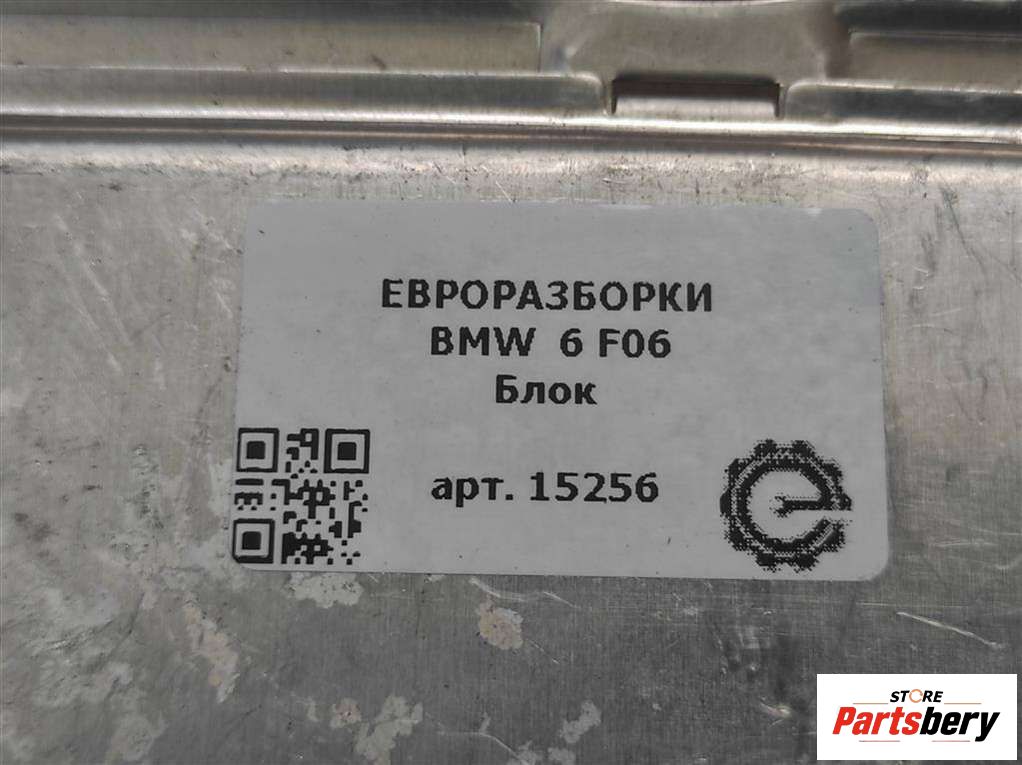 ЕВРОРАЗБОРКИ
BMW 6 F06
Блок
арт. 15256
STORE
Partsbery